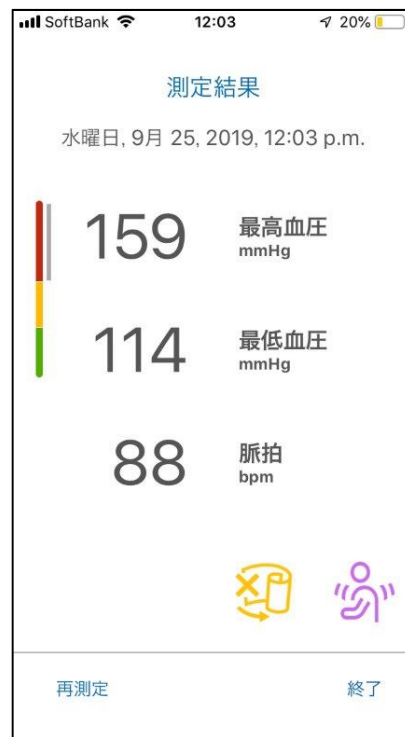 SoftBank 12:03 20%
測定結果
水曜日, 9月 25, 2019, 12:03 p.m.
159 最高血圧
mmHg
114 最低血圧
mmHg
88 脈拍
bpm
再測定 終了